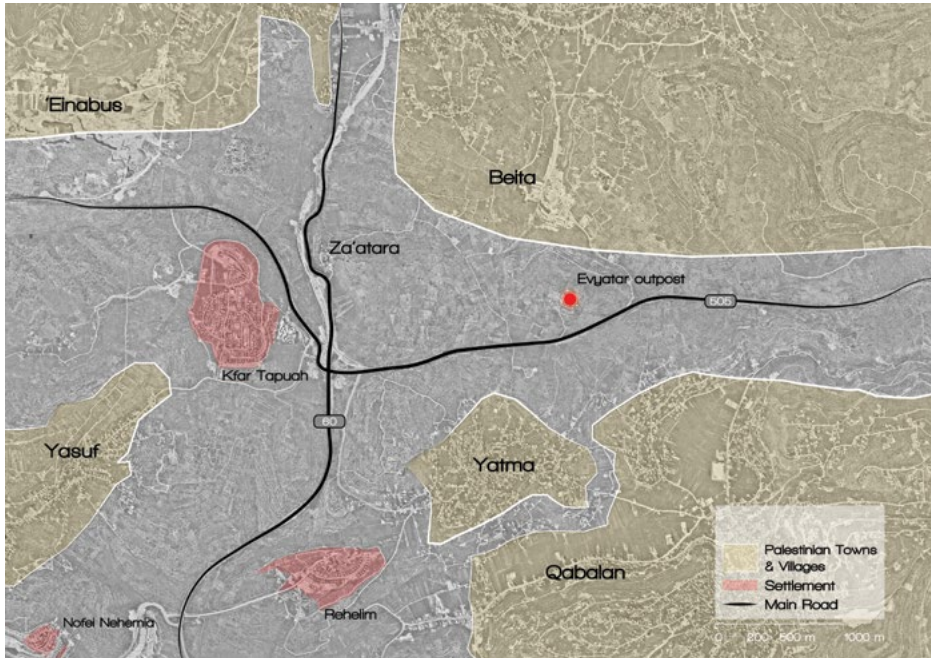 'Einabus
Beita
Za'atara
Evyatar outpost
505
Kfar Tapuah
60
Yasuf
Yatma
Qabalan
Rehelim
Nofei Nehemia
Palestinian Towns
& Villages
Settlement
Main Road
0 200 500 m 1000 m